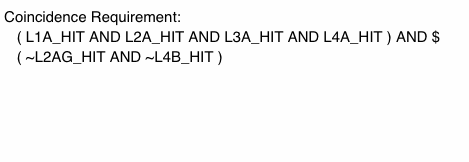 Coincidence Requirement:
( L1A_HIT AND L2A_HIT AND L3A_HIT AND L4A_HIT ) AND $
( ~L2AG_HIT AND ~L4B_HIT )